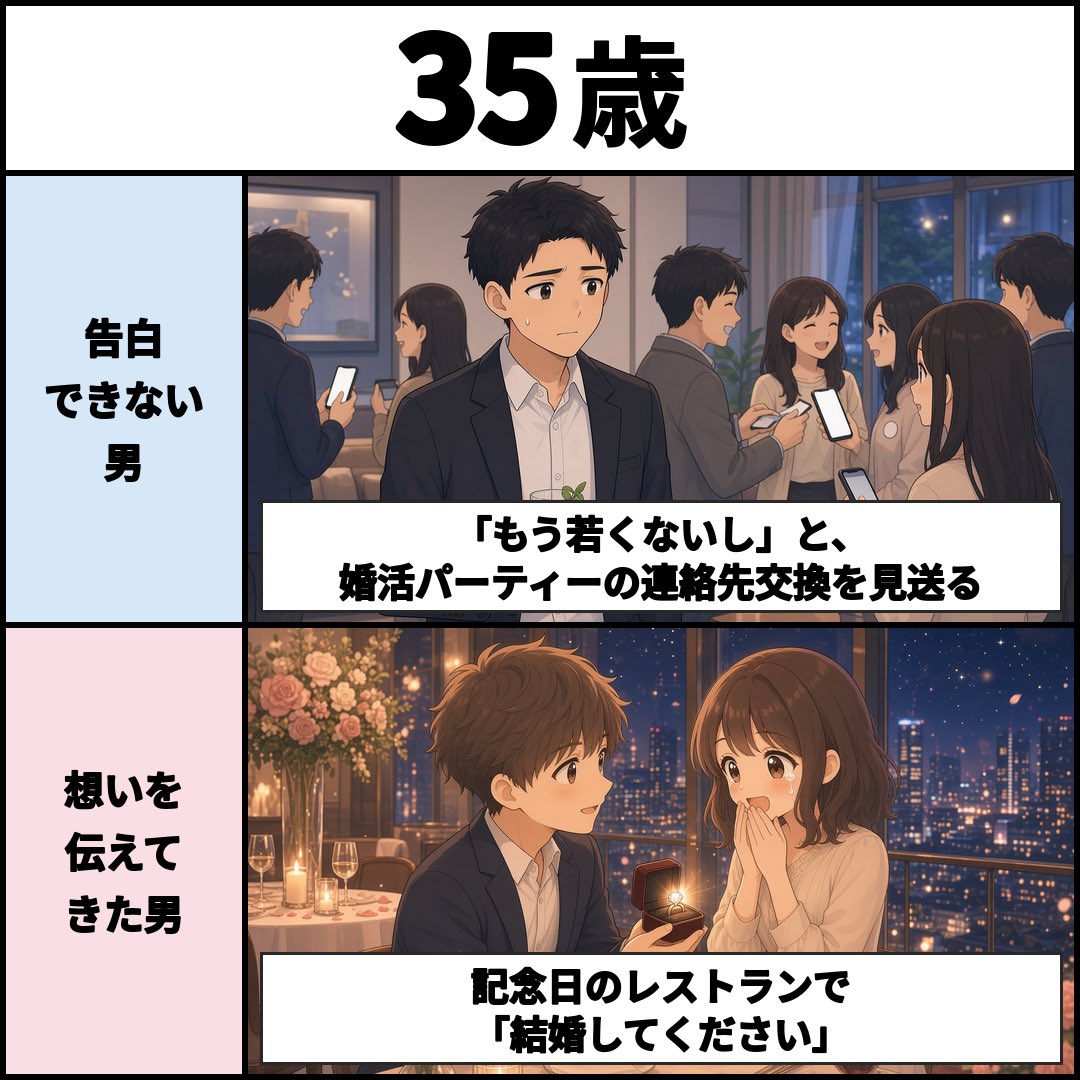 35歳
告白
できない
男
「もう若くないし」と、
婚活パーティーの連絡先交換を見送る
想いを
伝えて
きた男
記念日のレストランで
「結婚してください」